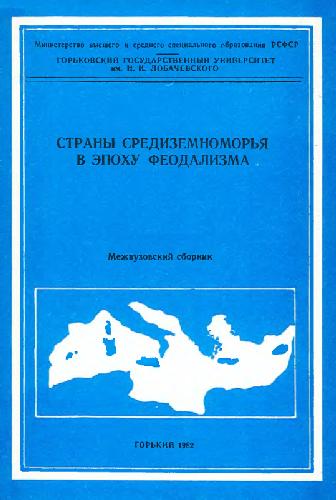 Министерство высшего и среднего специального образования РСФСР
ГОРЬКОВСКИЙ ГОСУДАРСТВЕННЫЙ УНИВЕРСИТЕТ
им. Н. И. ЛОБАЧЕВСКОГО
СТРАНЫ СРЕДИЗЕМНОМОРЬЯ
В ЭПОХУ ФЕОДАЛИЗМА
Межвузовский сборник
ГОРЬКИЙ 1982